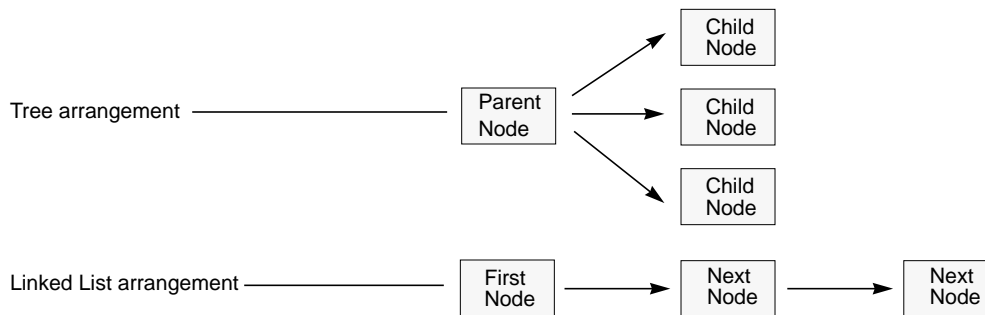 Child
Node
Tree arrangement
Parent
Node
Child
Node
Child
Node
Linked List arrangement
First
Node
Next
Node
Next
Node